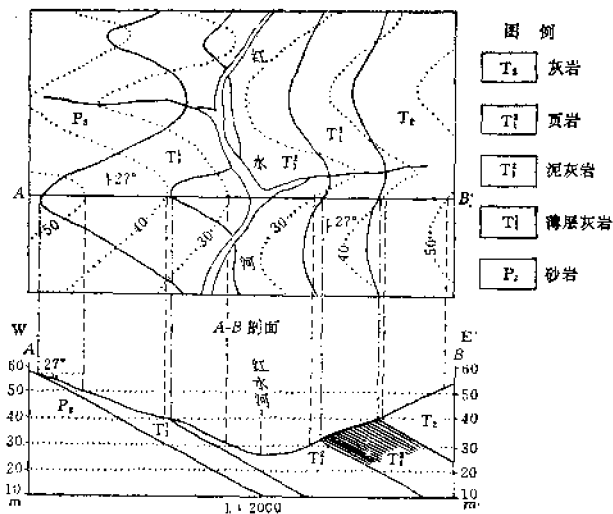 图 例
T₂ 灰岩
T₁³ 页岩
T₁² 泥灰岩
T₁¹ 薄层灰岩
P₂ 砂岩
红
水
河
P₂
T₁¹
T₁²
T₁³
T₂
⊦27°
⊦27°
A
B
50
40
30
30
40
50
A-B 剖面
W
A
E
B
红
水
河
27°
60
50
40
30
20
10
m
60
50
40
30
20
10
m
P₂
T₁¹
T₁²
T₁³
T₂
1:2000